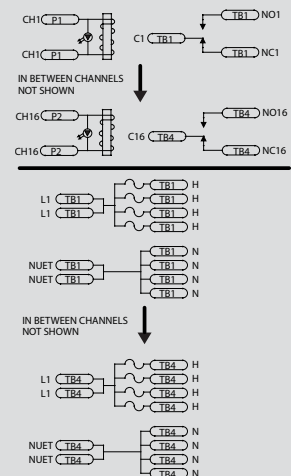 CH1 P1 TB1 NO1
C1 TB1
CH1 P1 TB1 NC1
IN BETWEEN CHANNELS
NOT SHOWN
CH16 P2 TB4 NO16
C16 TB4
CH16 P2 TB4 NC16
TB1 H
L1 TB1 TB1 H
L1 TB1 TB1 H
TB1 H
TB1 N
NUET TB1 TB1 N
NUET TB1 TB1 N
TB1 N
IN BETWEEN CHANNELS
NOT SHOWN
TB4 H
L1 TB4 TB4 H
L1 TB4 TB4 H
TB4 H
TB4 N
NUET TB4 TB4 N
NUET TB4 TB4 N
TB4 N